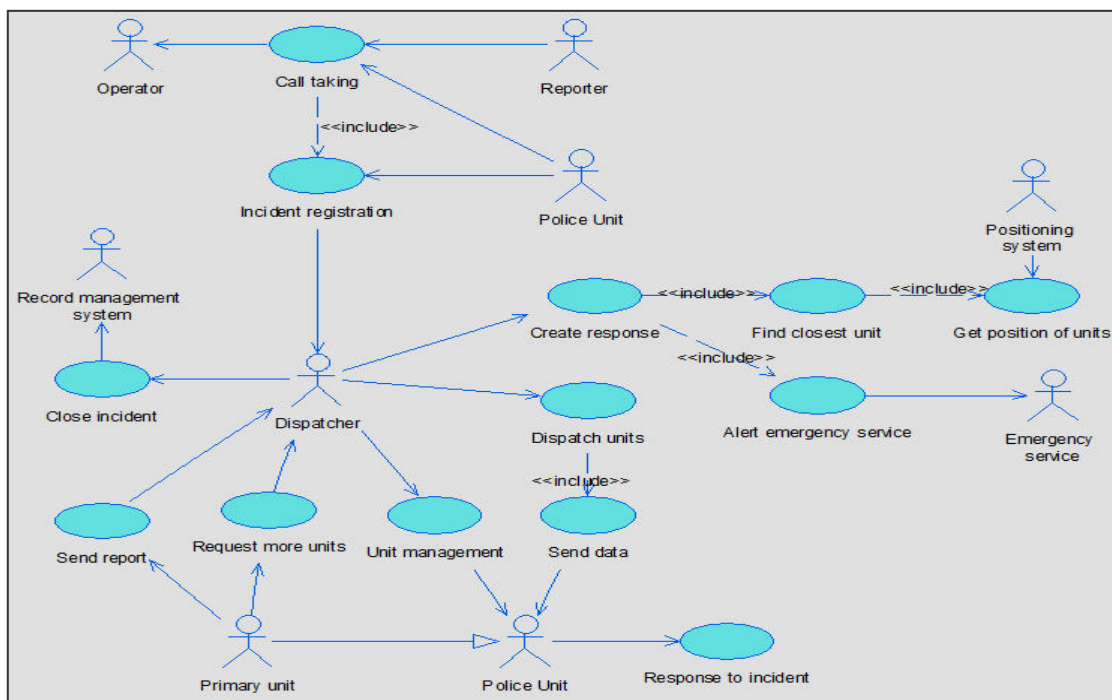 Operator
Call taking
Reporter
<<include>>
Incident registration
Police Unit
Positioning
system
Record management
system
<<include>>
<<include>>
Create response
Find closest unit
Get position of units
<<include>>
Close incident
Dispatcher
Dispatch units
Alert emergency service
Emergency
service
<<include>>
Send report
Request more units
Unit management
Send data
Primary unit
Police Unit
Response to incident